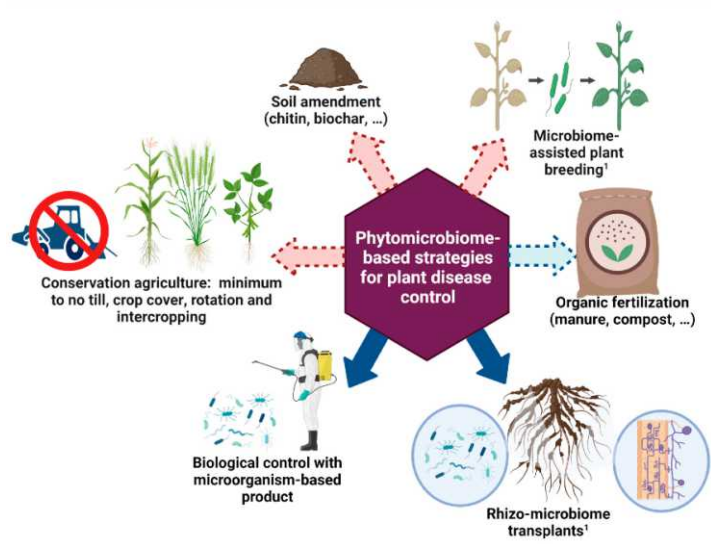 Soil amendment
(chitin, biochar, ...)
Microbiome-
assisted plant
breeding¹
Phytomicrobiome-
based strategies
for plant disease
control
Conservation agriculture: minimum
to no till, crop cover, rotation and
intercropping
Organic fertilization
(manure, compost, ...)
Biological control with
microorganism-based
product
Rhizo-microbiome
transplants¹